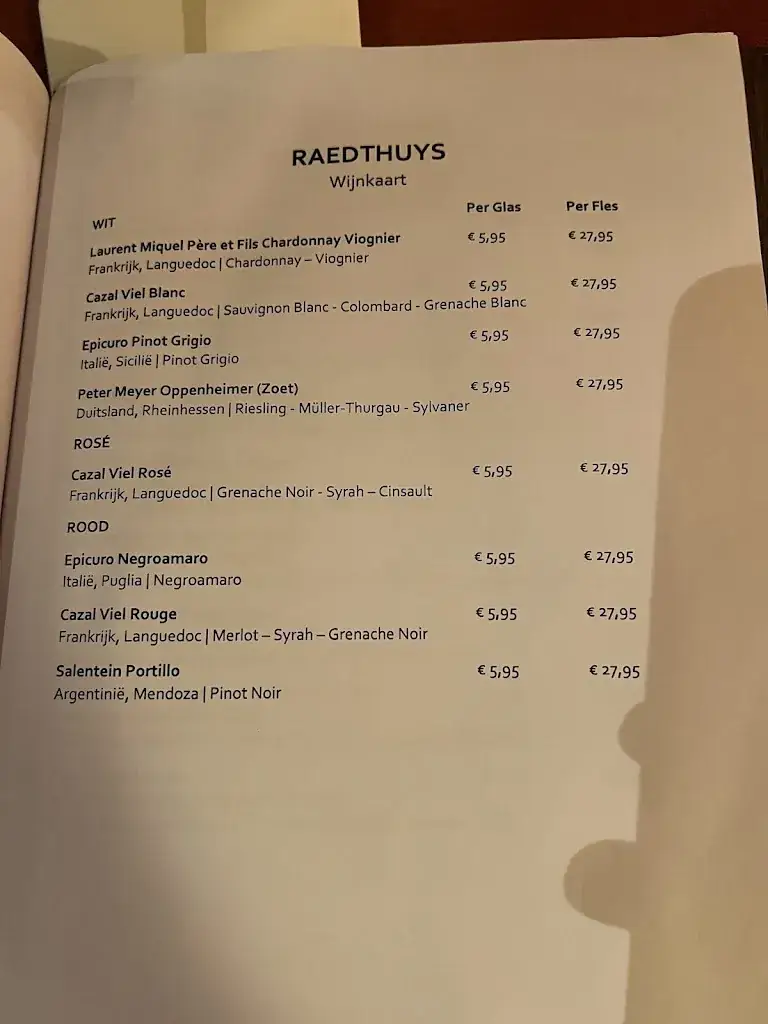 RAEDTHUYS
Wijnkaart
Per Glas Per Fles
WIT
Laurent Miquel Père et Fils Chardonnay Viognier € 5,95 € 27,95
Frankrijk, Languedoc | Chardonnay – Viognier
Cazal Viel Blanc € 5,95 € 27,95
Frankrijk, Languedoc | Sauvignon Blanc - Colombard - Grenache Blanc
Epicuro Pinot Grigio € 5,95 € 27,95
Italië, Sicilië | Pinot Grigio
Peter Meyer Oppenheimer (Zoet) € 5,95 € 27,95
Duitsland, Rheinhessen | Riesling - Müller-Thurgau - Sylvaner
ROSÉ
Cazal Viel Rosé € 5,95 € 27,95
Frankrijk, Languedoc | Grenache Noir - Syrah – Cinsault
ROOD
Epicuro Negroamaro € 5,95 € 27,95
Italië, Puglia | Negroamaro
Cazal Viel Rouge € 5,95 € 27,95
Frankrijk, Languedoc | Merlot – Syrah – Grenache Noir
Salentein Portillo € 5,95 € 27,95
Argentinië, Mendoza | Pinot Noir